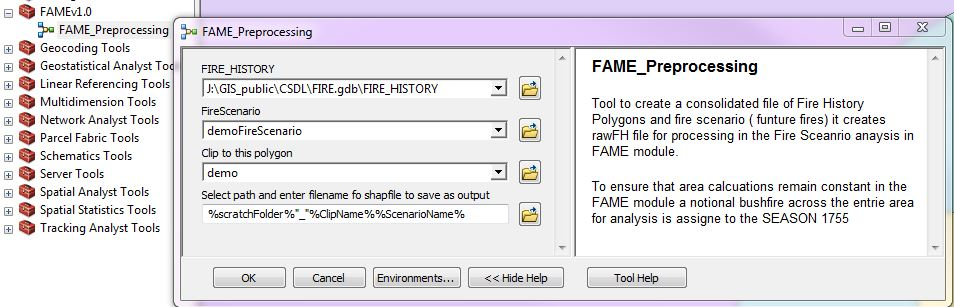 FAMEv1.0
FAME_Preprocessing
Geocoding Tools
Geostatistical Analyst Too
Linear Referencing Tools
Multidimension Tools
Network Analyst Tools
Parcel Fabric Tools
Schematics Tools
Server Tools
Spatial Analyst Tools
Spatial Statistics Tools
Tracking Analyst Tools
FAME_Preprocessing
FIRE_HISTORY
J:\GIS_public\CSDL\FIRE.gdb\FIRE_HISTORY
FireScenario
demoFireScenario
Clip to this polygon
demo
Select path and enter filename fo shapfile to save as output
%scratchFolder%"_"%ClipName%%ScenarioName%
OK
Cancel
Environments...
<< Hide Help
Tool Help
FAME_Preprocessing
Tool to create a consolidated file of Fire History
Polygons and fire scenario ( funture fires) it creates
rawFH file for processing in the Fire Sceanrio anaysis in
FAME module.
To ensure that area calcuations remain constant in the
FAME module a notional bushfire across the entrie area
for analysis is assigne to the SEASON 1755